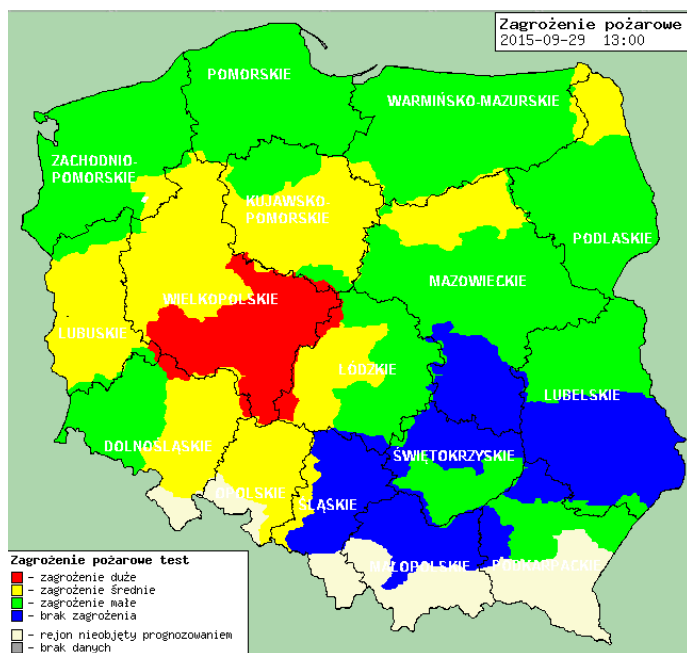 Zagrożenie pożarowe
2015-09-29 13:00
POMORSKIE
WARMIŃSKO-MAZURSKIE
ZACHODNIO-
POMORSKIE
KUJAWSKO-
POMORSKIE
PODLASKIE
MAZOWIECKIE
WIELKOPOLSKIE
LUBUSKIE
ŁÓDZKIE
LUBELSKIE
DOLNOŚLĄSKIE
ŚWIĘTOKRZYSKIE
OPOLSKIE
ŚLĄSKIE
MAŁOPOLSKIE
PODKARPACKIE
Zagrożenie pożarowe test
- zagrożenie duże
- zagrożenie średnie
- zagrożenie małe
- brak zagrożenia
- rejon nieobjęty prognozowaniem
- brak danych